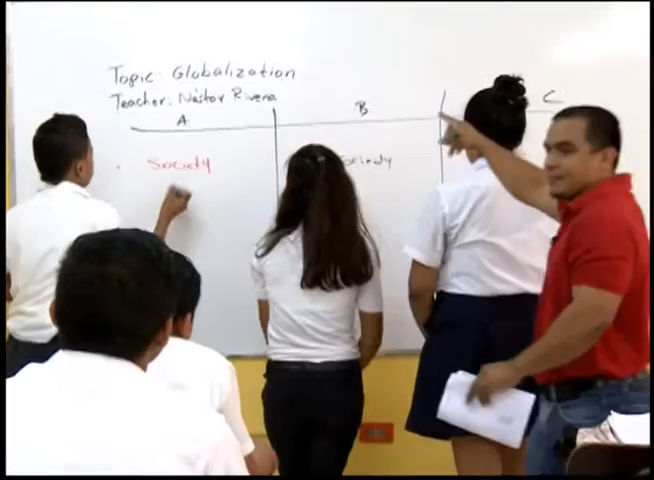 Topic: Globalization
Teacher: Néstor Rivera
A B C
Society Society